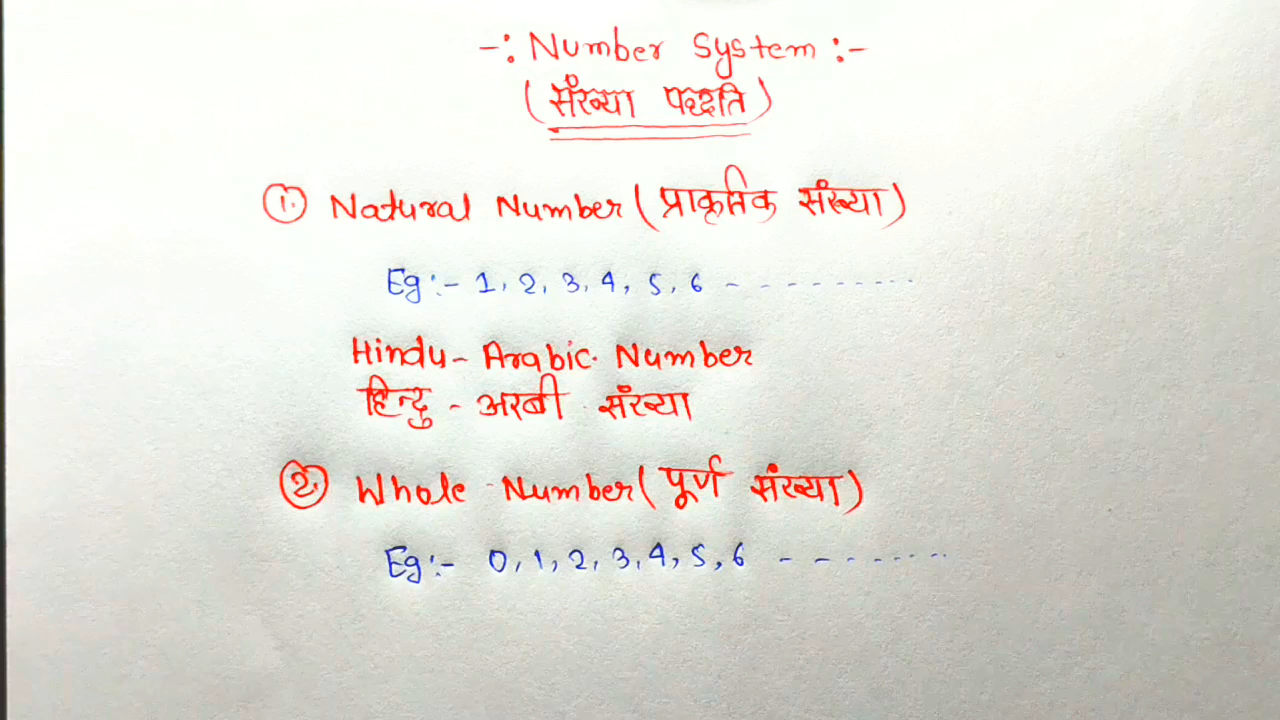 -: Number System :-
(संख्या पद्धति)
1. Natural Number (प्राकृतिक संख्या)
Eg:- 1, 2, 3, 4, 5, 6 - - - - - - - - - -
Hindu - Arabic Number
हिन्दु - अरबी संख्या
2. Whole Number (पूर्ण संख्या)
Eg:- 0, 1, 2, 3, 4, 5, 6 - - - - - - - - -